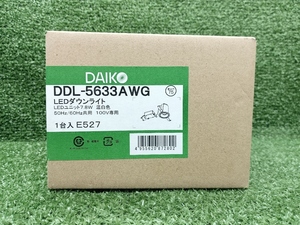 DAIKO
DDL-5633AWG
LEDダウンライト
LEDユニット7.8W 温白色
50Hz/60Hz共用 100V専用
1台入 E527